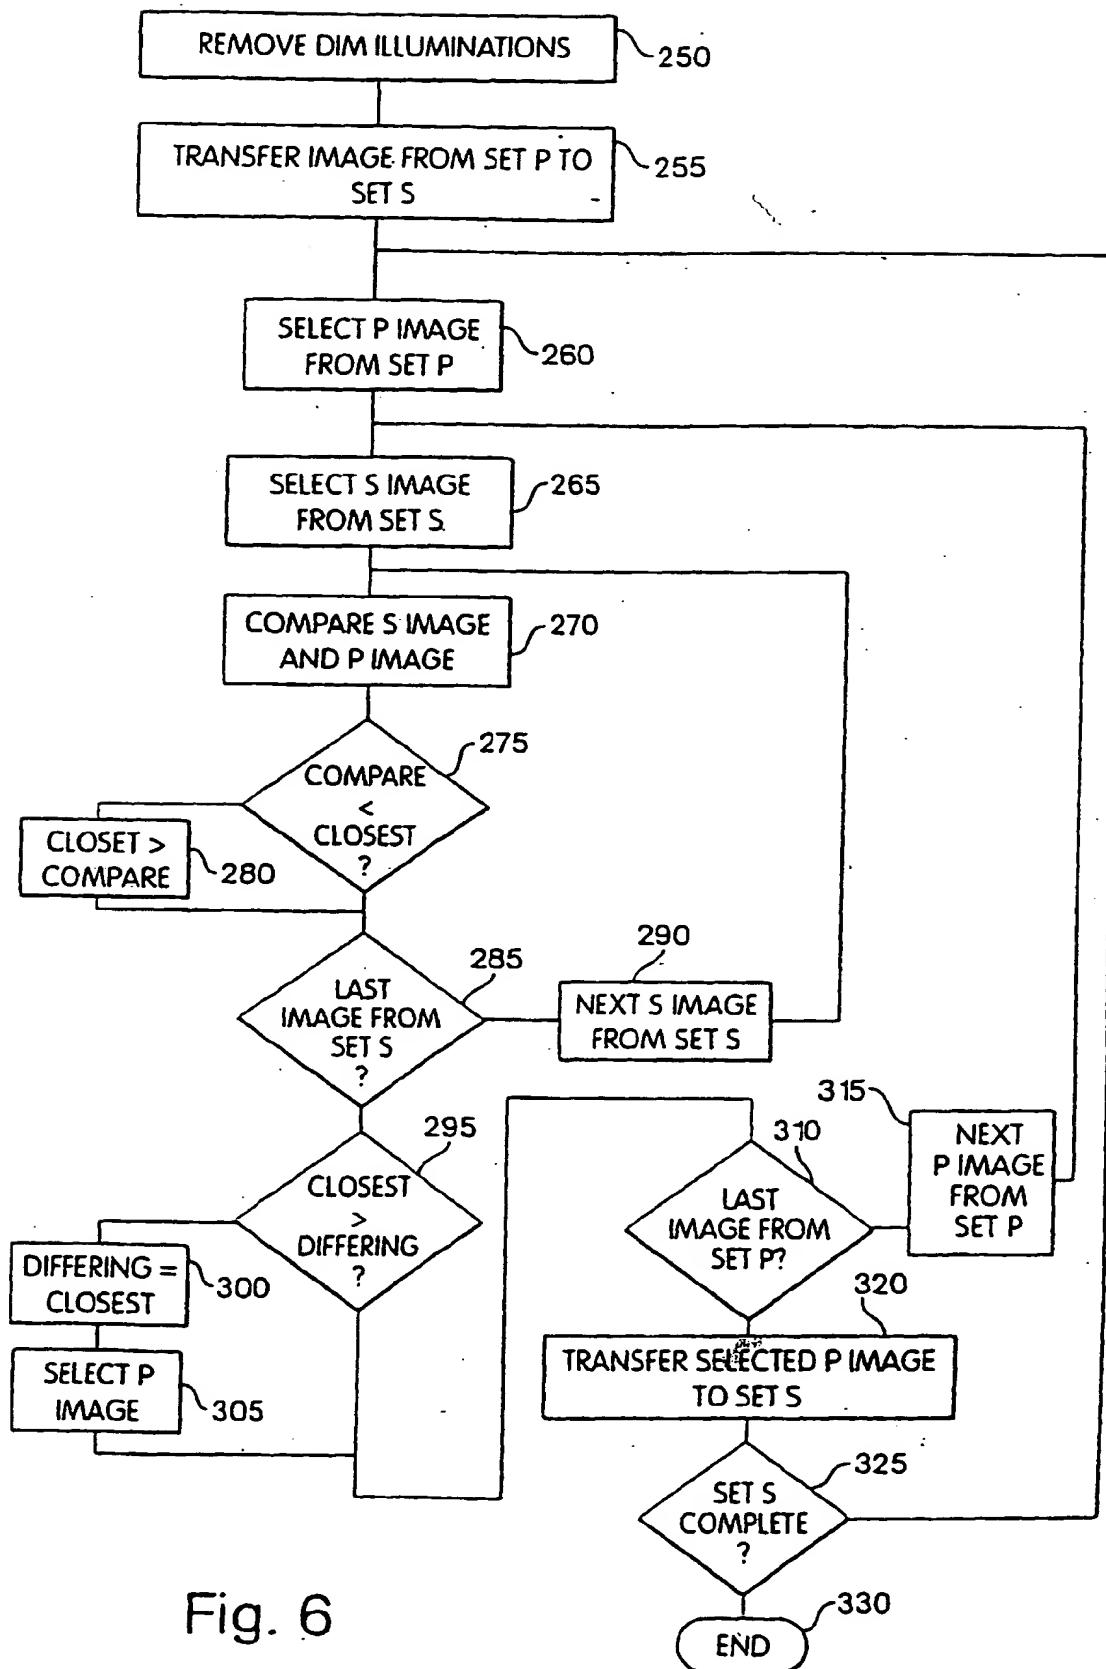 REMOVE DIM ILLUMINATIONS
250
TRANSFER IMAGE FROM SET P TO
SET S
255
SELECT P IMAGE
FROM SET P
260
SELECT S IMAGE
FROM SET S
265
COMPARE S IMAGE
AND P IMAGE
270
COMPARE
<
CLOSEST
?
275
CLOSET >
COMPARE
280
LAST
IMAGE FROM
SET S
?
285
NEXT S IMAGE
FROM SET S
290
CLOSEST
>
DIFFERING
?
295
DIFFERING =
CLOSEST
300
SELECT P
IMAGE
305
LAST
IMAGE FROM
SET P?
310
NEXT
P IMAGE
FROM
SET P
315
TRANSFER SELECTED P IMAGE
TO SET S
320
SET S
COMPLETE
?
325
END
330
Fig. 6